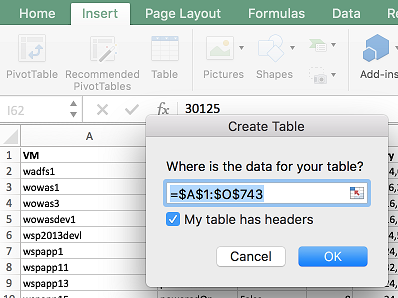 Home Insert Page Layout Formulas Data
PivotTable Recommended PivotTables Table Pictures Shapes Add-ins
I62 fx 30125
A
1 VM
2 wadfs1
3 wowas1
4 wowas3
5 wowasdev1
6 wsp2013devl
7 wspapp1
8 wspapp11
9 wspapp13
10
Create Table
Where is the data for your table?
=$A$1:$O$743
My table has headers
Cancel OK